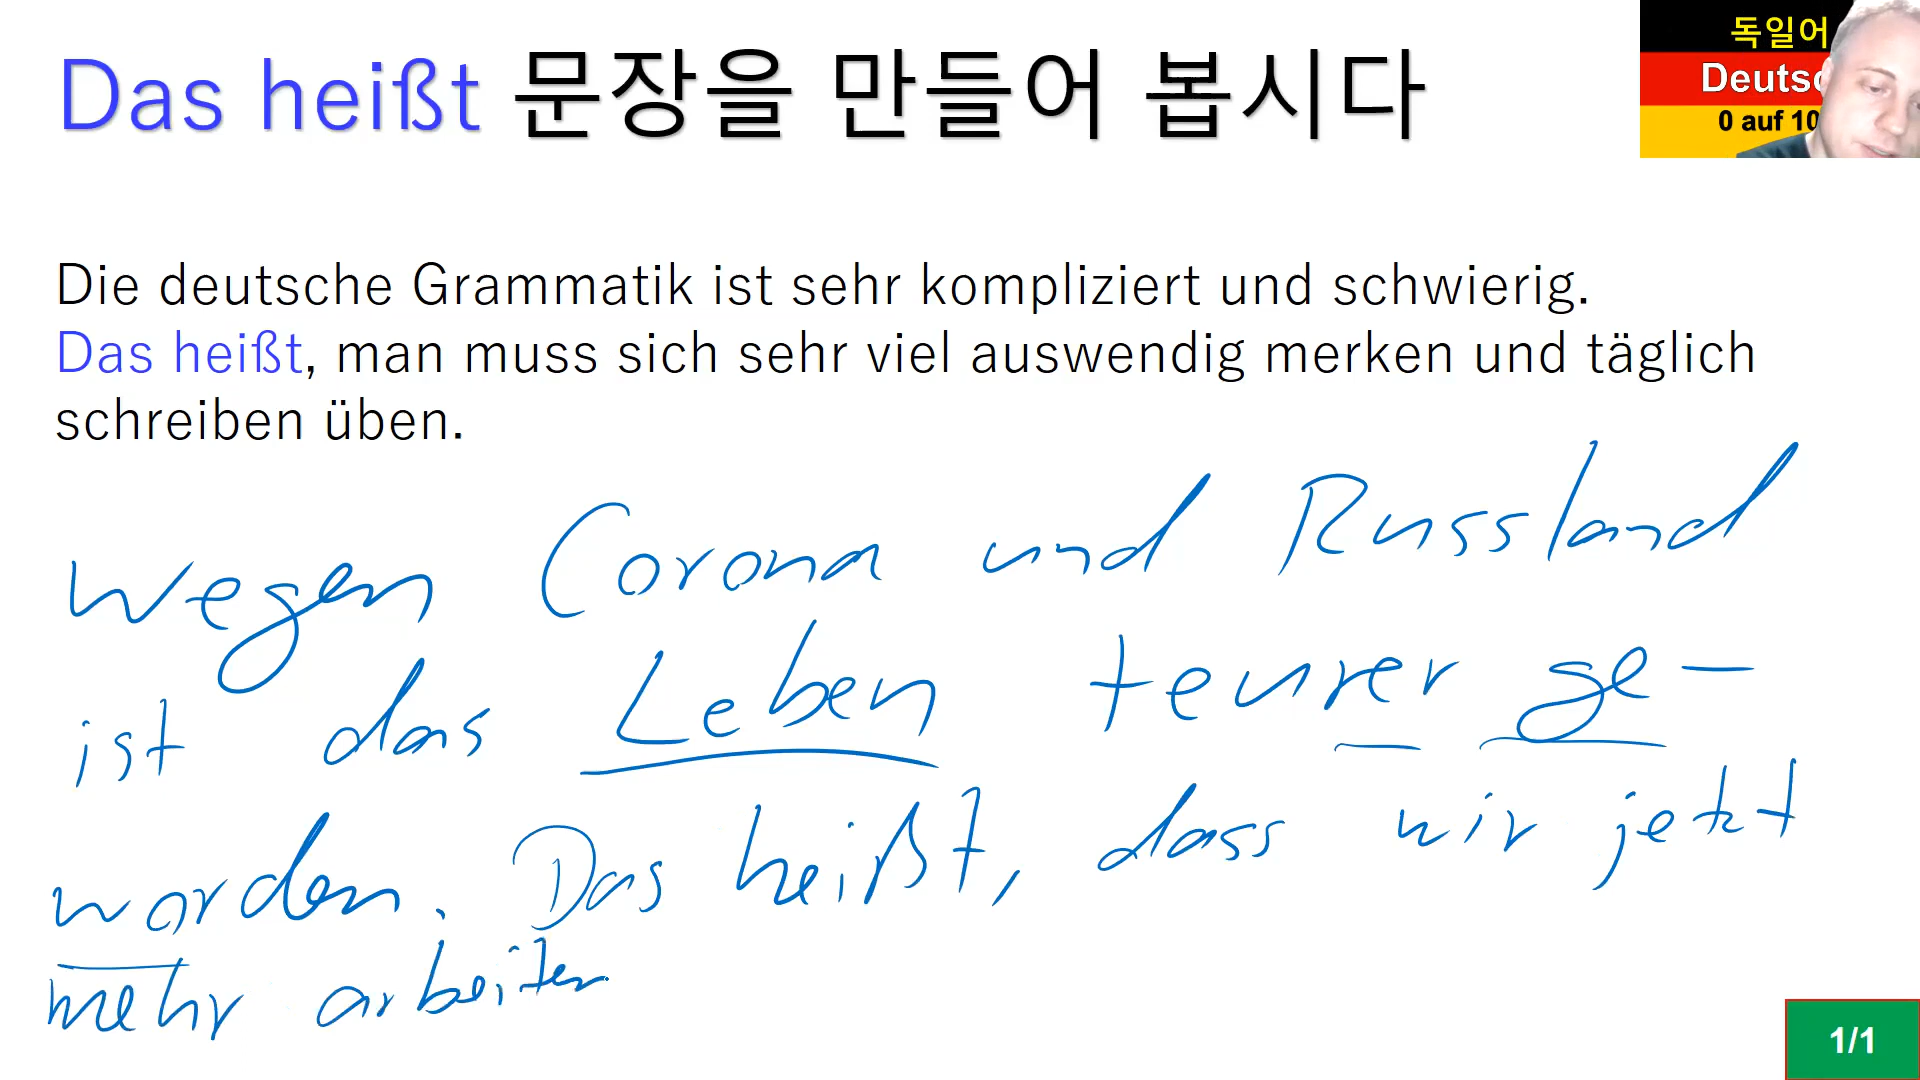 Das heißt 문장을 만들어 봅시다
독일어
Deutsc
0 auf 10
Die deutsche Grammatik ist sehr kompliziert und schwierig.
Das heißt, man muss sich sehr viel auswendig merken und täglich
schreiben üben.
Wegen Corona und Russland
ist das Leben teurer ge-
worden. Das heißt, dass wir jetzt
mehr arbeiten
1/1